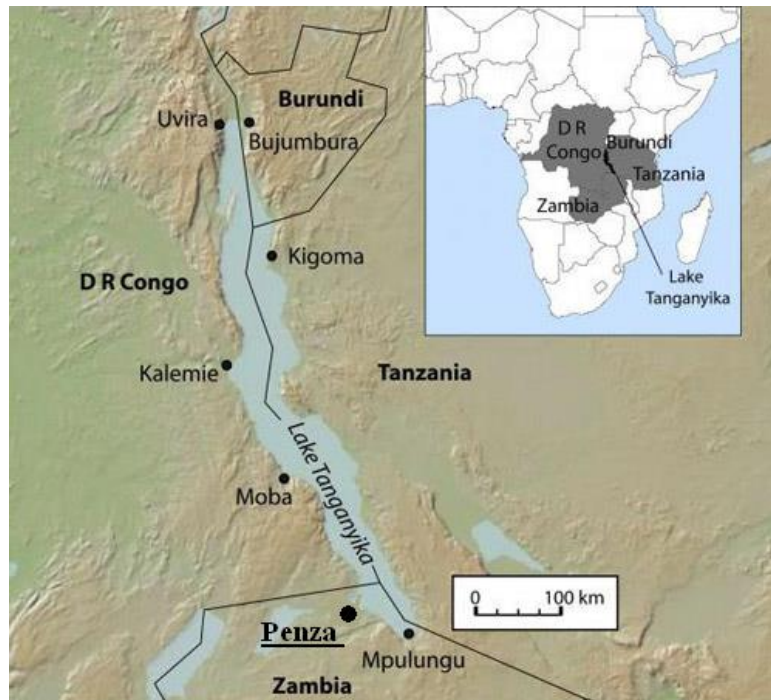 Burundi
Uvira
Bujumbura
Kigoma
D R Congo
Kalemie
Tanzania
Lake Tanganyika
Moba
Penza
Mpulungu
Zambia
0 100 km
D R
Congo
Burundi
Tanzania
Zambia
Lake
Tanganyika